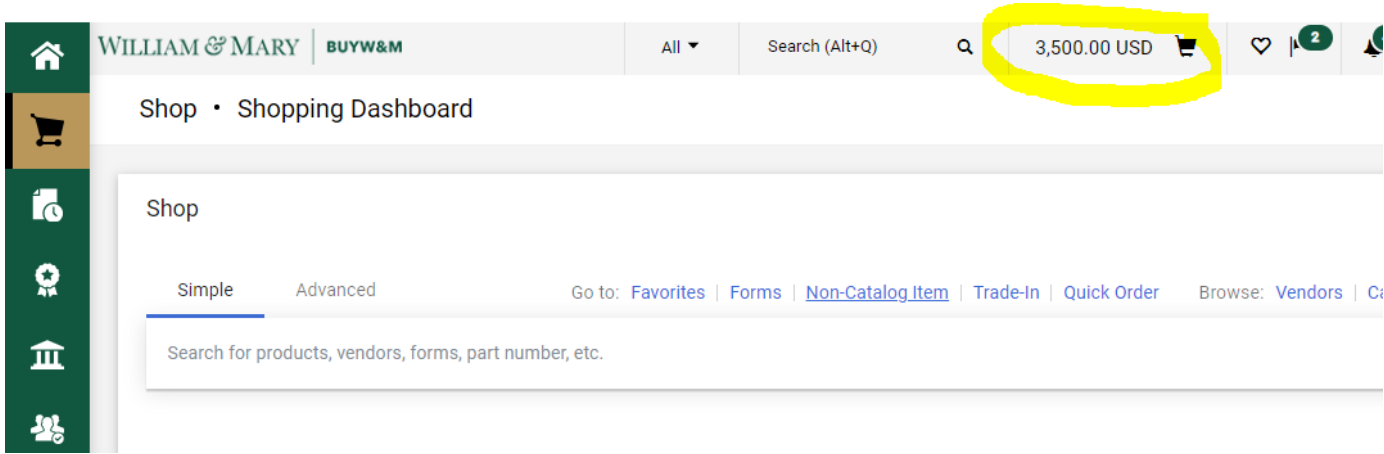 WILLIAM & MARY BUYW&M All Search (Alt+Q) 3,500.00 USD 2
Shop • Shopping Dashboard
Shop
Simple Advanced Go to: Favorites | Forms | Non-Catalog Item | Trade-In | Quick Order Browse: Vendors |
Search for products, vendors, forms, part number, etc.